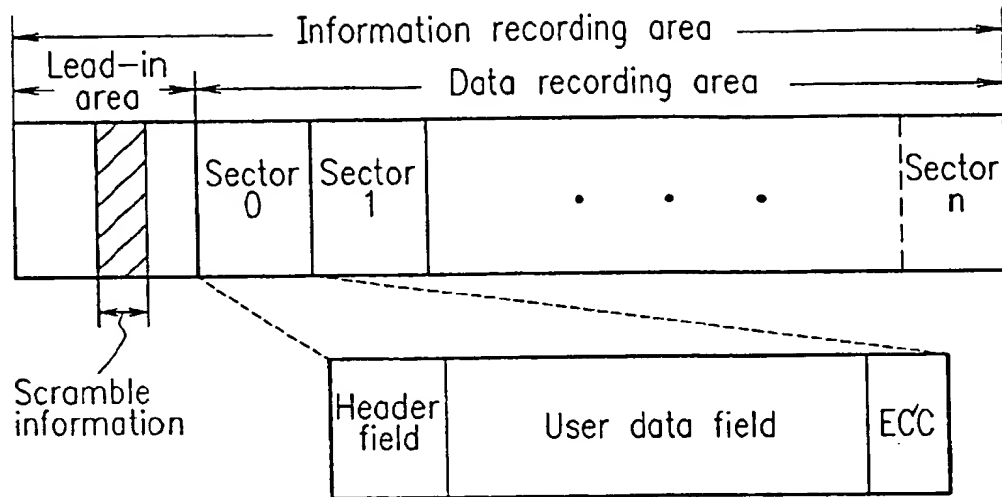 Information recording area
Lead-in
area
Data recording area
Sector
0
Sector
1
Sector
n
Scramble
information
Header
field
User data field
ECC